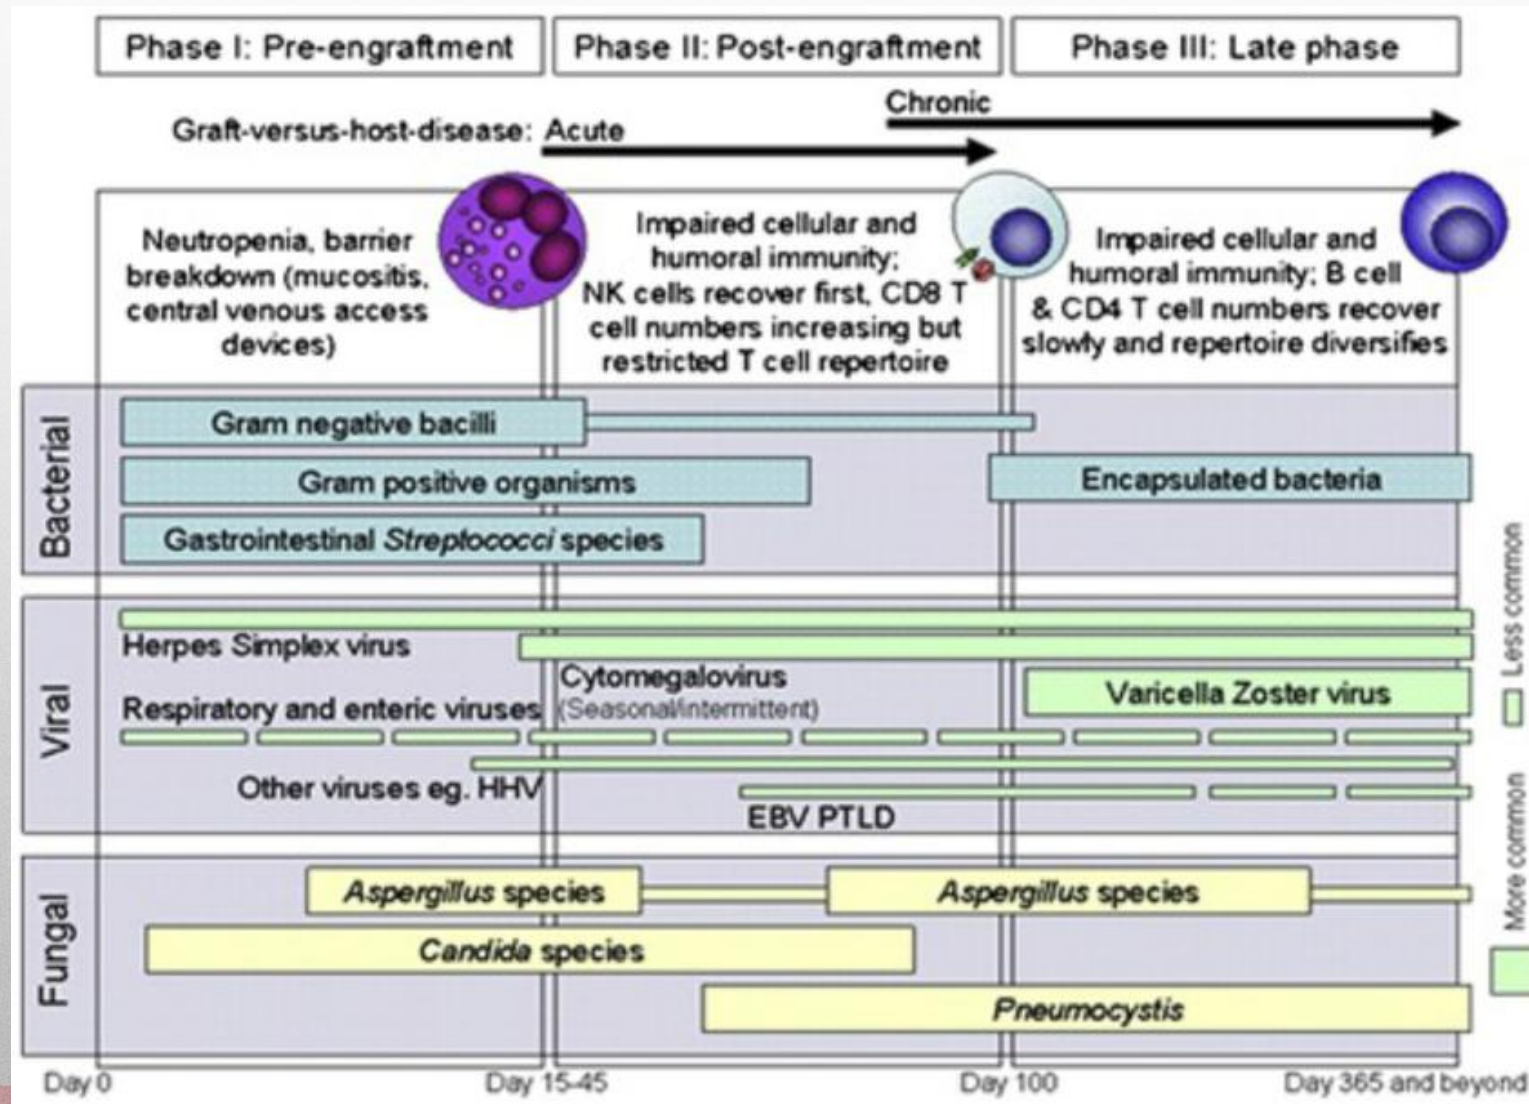 Phase I: Pre-engraftment
Phase II: Post-engraftment
Phase III: Late phase
Chronic
Graft-versus-host-disease: Acute
Neutropenia, barrier
breakdown (mucositis,
central venous access
devices)
Impaired cellular and
humoral immunity;
NK cells recover first, CD8 T
cell numbers increasing but
restricted T cell repertoire
Impaired cellular and
humoral immunity; B cell
& CD4 T cell numbers recover
slowly and repertoire diversifies
Bacterial
Gram negative bacilli
Gram positive organisms
Encapsulated bacteria
Gastrointestinal Streptococci species
Viral
Herpes Simplex virus
Cytomegalovirus
Varicella Zoster virus
Respiratory and enteric viruses (Seasonal/intermittent)
Other viruses eg. HHV
EBV PTLD
Fungal
Aspergillus species
Aspergillus species
Candida species
Pneumocystis
Less common
More common
Day 0
Day 15-45
Day 100
Day 365 and beyond